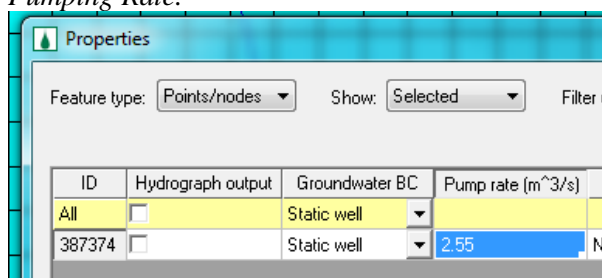 Pumping Rate.
Properties
Feature type: Points/nodes Show: Selected Filter
ID Hydrograph output Groundwater BC Pump rate (m^3/s)
All Static well
387374 Static well 2.55 N